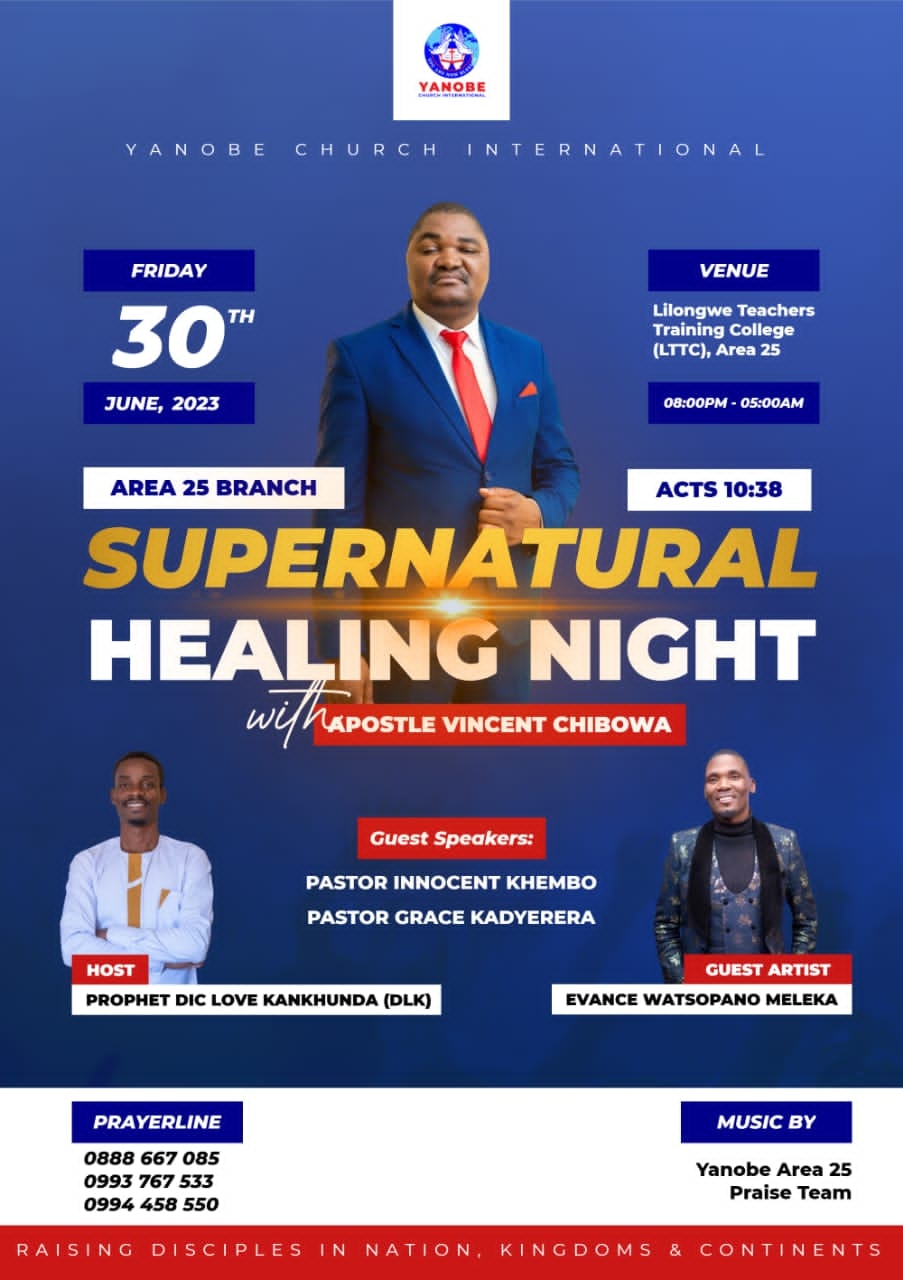 YANOBE
CHURCH INTERNATIONAL
YANOBE CHURCH INTERNATIONAL
FRIDAY
30TH
JUNE, 2023
VENUE
Lilongwe Teachers
Training College
(LTTC), Area 25
08:00PM - 05:00AM
AREA 25 BRANCH
ACTS 10:38
SUPERNATURAL
HEALING NIGHT
with APOSTLE VINCENT CHIBOWA
Guest Speakers:
PASTOR INNOCENT KHEMBO
PASTOR GRACE KADYERERA
HOST
PROPHET DIC LOVE KANKHUNDA (DLK)
GUEST ARTIST
EVANCE WATSOPANO MELEKA
PRAYERLINE
0888 667 085
0993 767 533
0994 458 550
MUSIC BY
Yanobe Area 25
Praise Team
RAISING DISCIPLES IN NATION, KINGDOMS & CONTINENTS